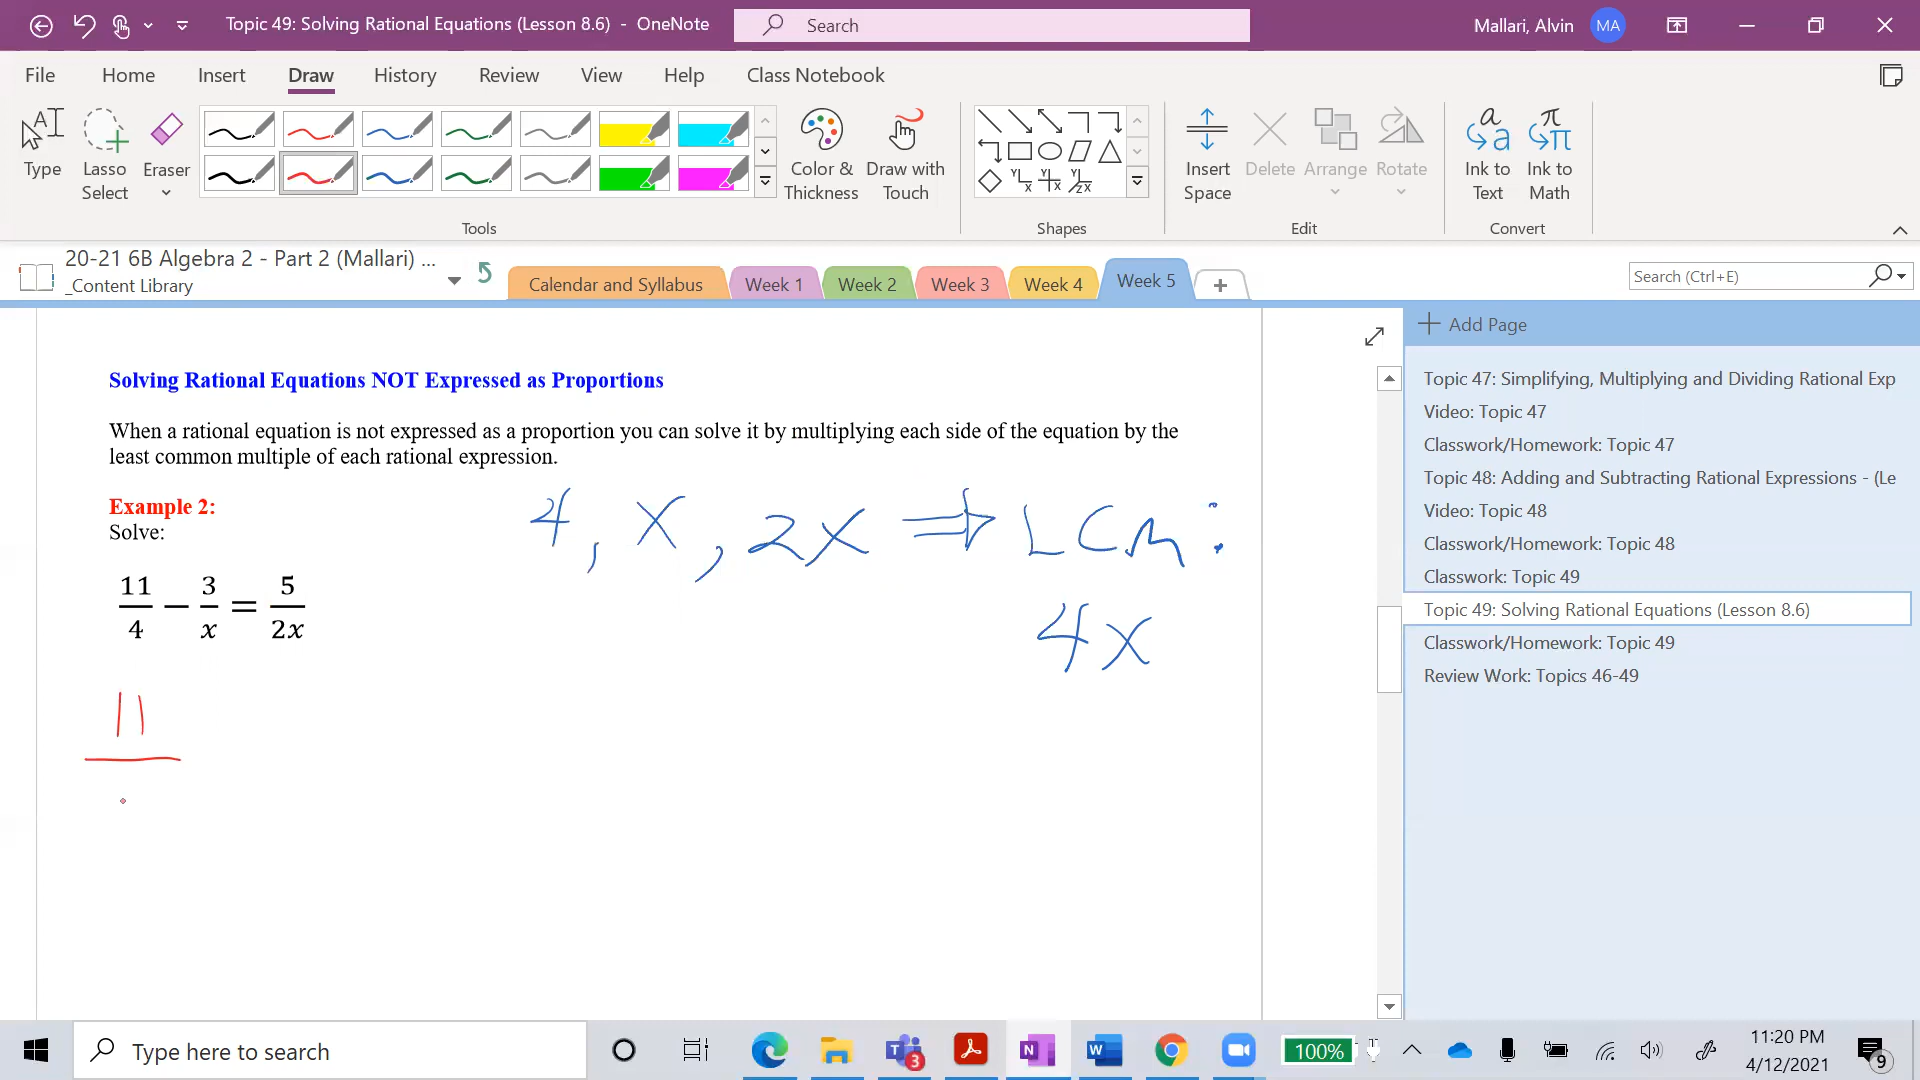 Topic 49: Solving Rational Equations (Lesson 8.6) - OneNote
Search
Mallari, Alvin
MA
File Home Insert Draw History Review View Help Class Notebook
Type
Lasso Select
Eraser
Color & Thickness
Draw with Touch
Insert Space
Delete
Arrange
Rotate
Ink to Text
Ink to Math
Tools Shapes Edit Convert
20-21 6B Algebra 2 - Part 2 (Mallari) ...
_Content Library
Calendar and Syllabus
Week 1
Week 2
Week 3
Week 4
Week 5
Search (Ctrl+E)
Solving Rational Equations NOT Expressed as Proportions
When a rational equation is not expressed as a proportion you can solve it by multiplying each side of the equation by the
least common multiple of each rational expression.
Example 2:
Solve:
4, x, 2x ⇒ LCM:
4x
11/4 − 3/x = 5/2x
11
Add Page
Topic 47: Simplifying, Multiplying and Dividing Rational Exp
Video: Topic 47
Classwork/Homework: Topic 47
Topic 48: Adding and Subtracting Rational Expressions - (Le
Video: Topic 48
Classwork/Homework: Topic 48
Classwork: Topic 49
Topic 49: Solving Rational Equations (Lesson 8.6)
Classwork/Homework: Topic 49
Review Work: Topics 46-49
Type here to search
3
100%
11:20 PM
4/12/2021
9